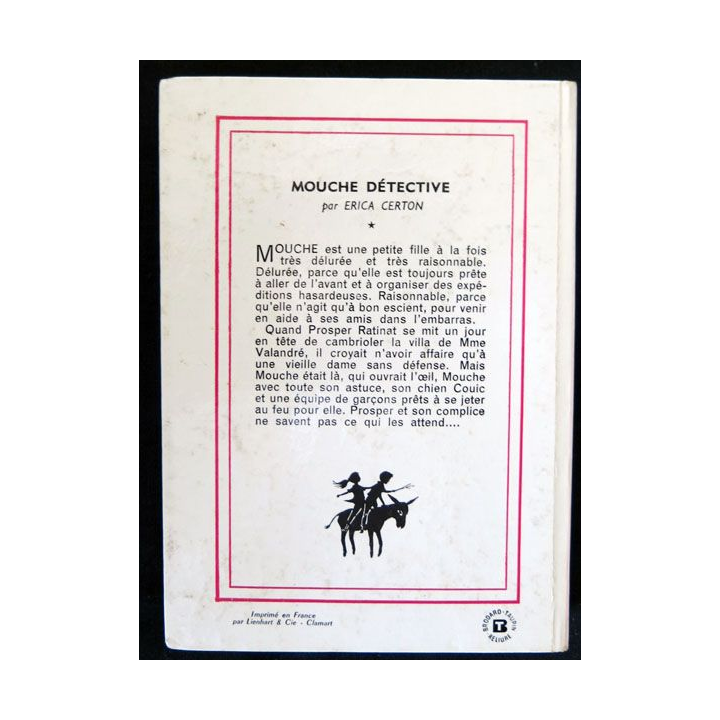 MOUCHE DÉTECTIVE
par ERICA CERTON
★
MOUCHE est une petite fille à la fois
très délurée et très raisonnable.
Délurée, parce qu'elle est toujours prête
à aller de l'avant et à organiser des expé-
ditions hasardeuses. Raisonnable, parce
qu'elle n'agit qu'à bon escient, pour venir
en aide à ses amis dans l'embarras.
Quand Prosper Ratinat se mit un jour
en tête de cambrioler la villa de Mme
Valandré, il croyait n'avoir affaire qu'à
une vieille dame sans défense. Mais
Mouche était là, qui ouvrait l'œil, Mouche
avec toute son astuce, son chien Couic
et une équipe de garçons prêts à se jeter
au feu pour elle. Prosper et son complice
ne savent pas ce qui les attend....
Imprimé en France
par Lienhart & Cie - Clamart
BRODARD-TAUPIN
TB
RELIURE